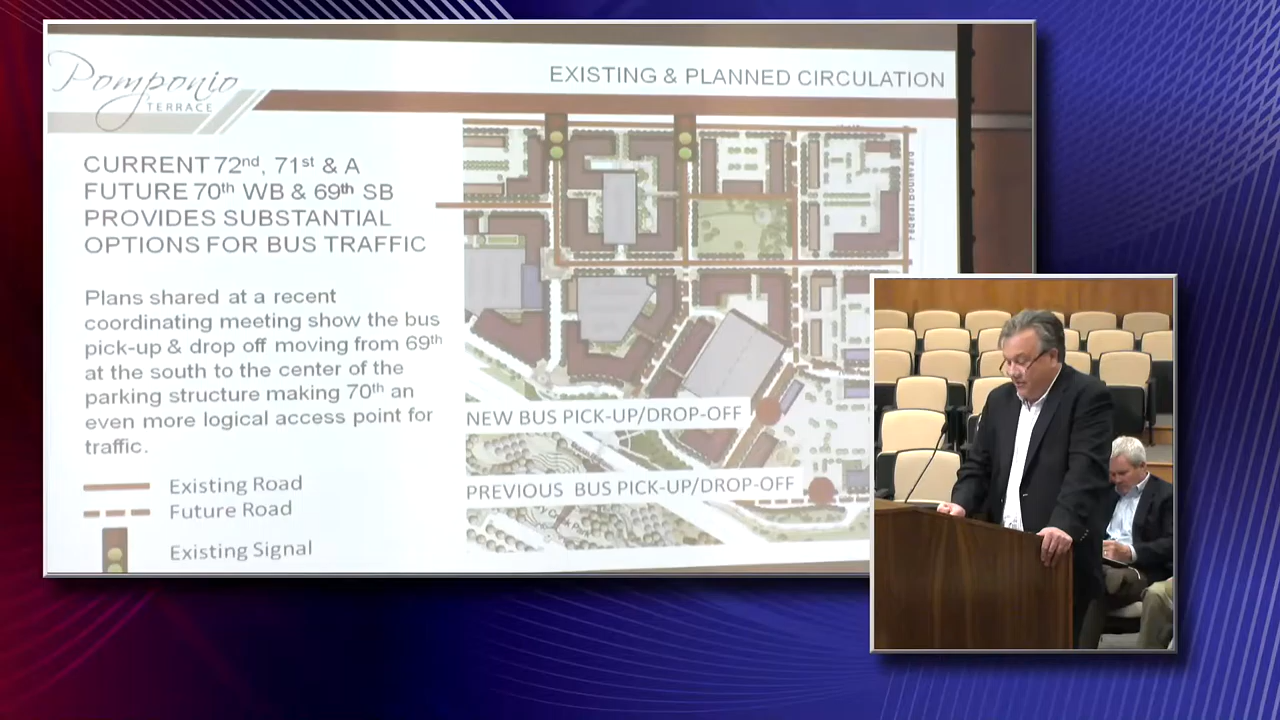 Pomponio
TERRACE
EXISTING & PLANNED CIRCULATION
CURRENT 72nd, 71st & A
FUTURE 70th WB & 69th SB
PROVIDES SUBSTANTIAL
OPTIONS FOR BUS TRAFFIC
Plans shared at a recent
coordinating meeting show the bus
pick-up & drop off moving from 69th
at the south to the center of the
parking structure making 70th an
even more logical access point for
traffic.
Existing Road
Future Road
Existing Signal
Federal Boulevard
NEW BUS PICK-UP/DROP-OFF
PREVIOUS BUS PICK-UP/DROP-OFF